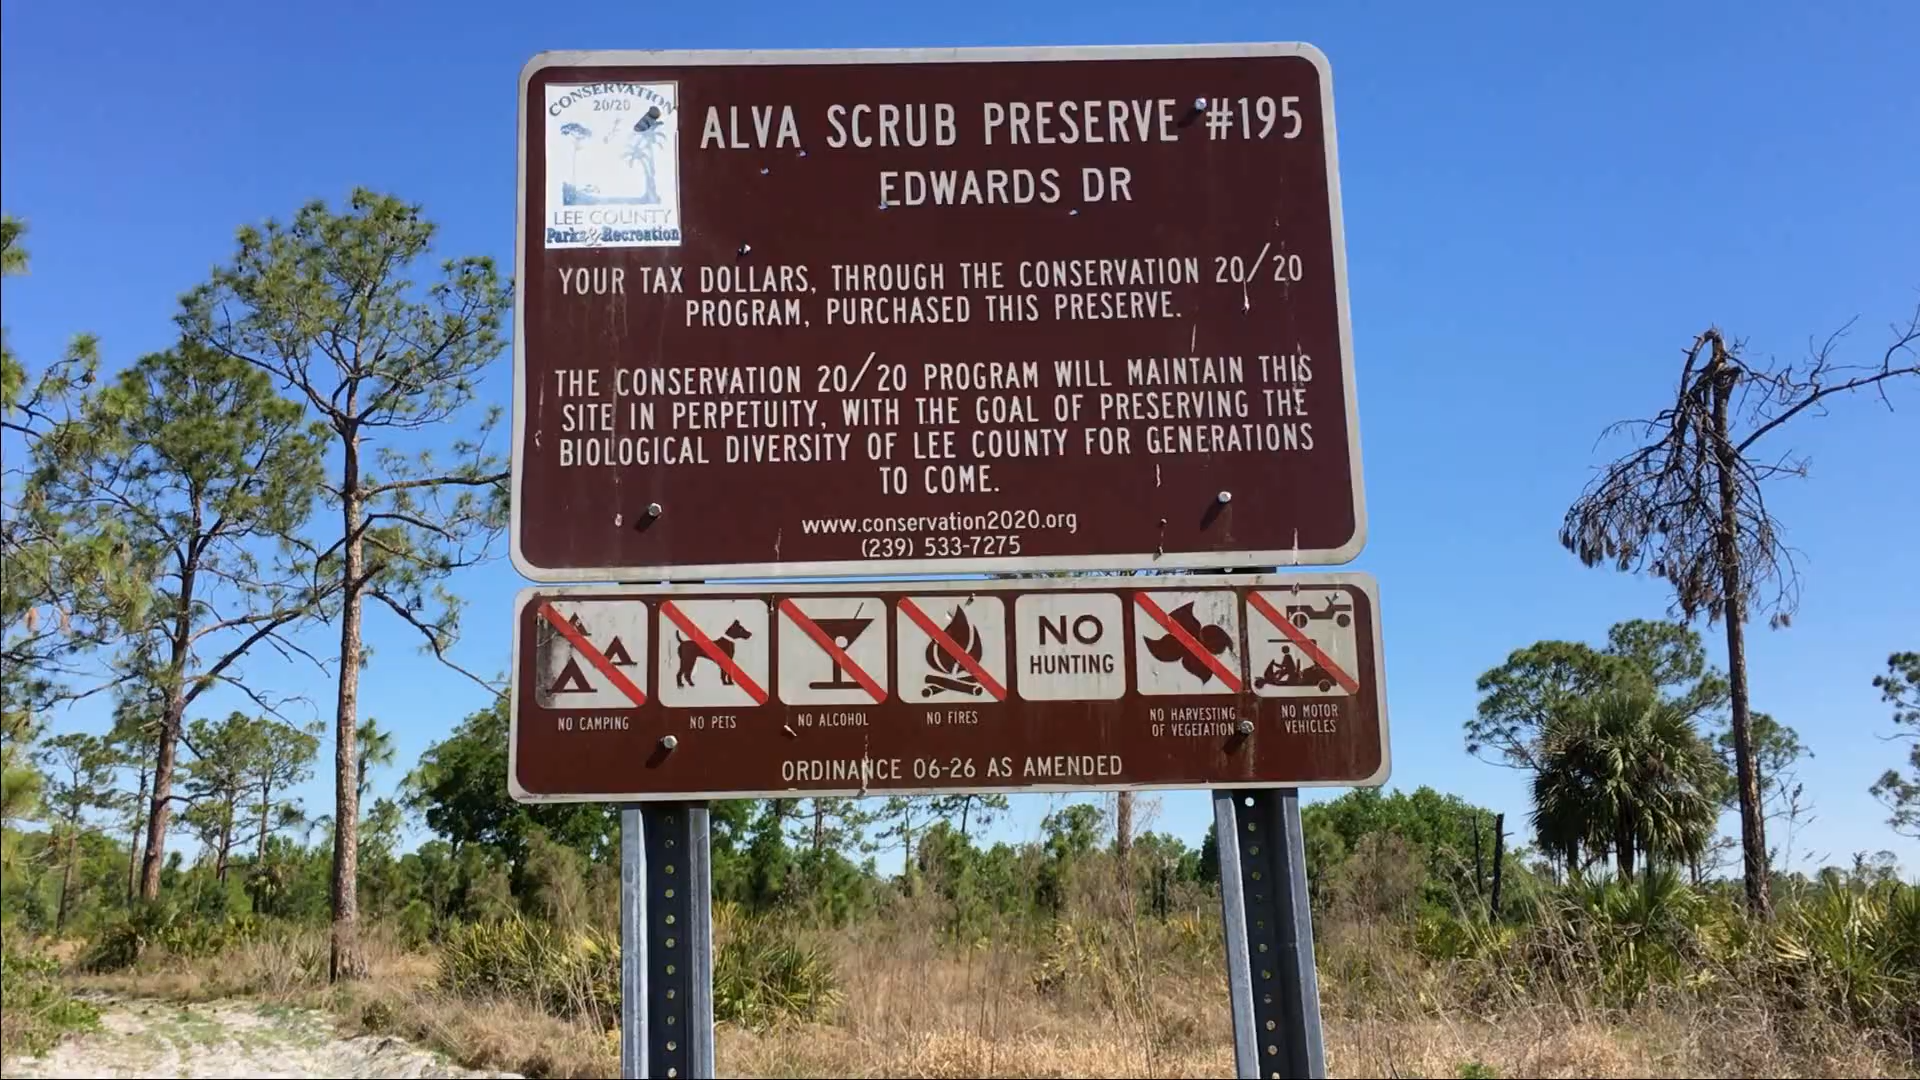 CONSERVATION
20/20
LEE COUNTY
Parks & Recreation
ALVA SCRUB PRESERVE #195
EDWARDS DR
YOUR TAX DOLLARS, THROUGH THE CONSERVATION 20/20
PROGRAM, PURCHASED THIS PRESERVE.
THE CONSERVATION 20/20 PROGRAM WILL MAINTAIN THIS
SITE IN PERPETUITY, WITH THE GOAL OF PRESERVING THE
BIOLOGICAL DIVERSITY OF LEE COUNTY FOR GENERATIONS
TO COME.
www.conservation2020.org
(239) 533-7275
NO
HUNTING
NO CAMPING
NO PETS
NO ALCOHOL
NO FIRES
NO HARVESTING
OF VEGETATION
NO MOTOR
VEHICLES
ORDINANCE 06-26 AS AMENDED